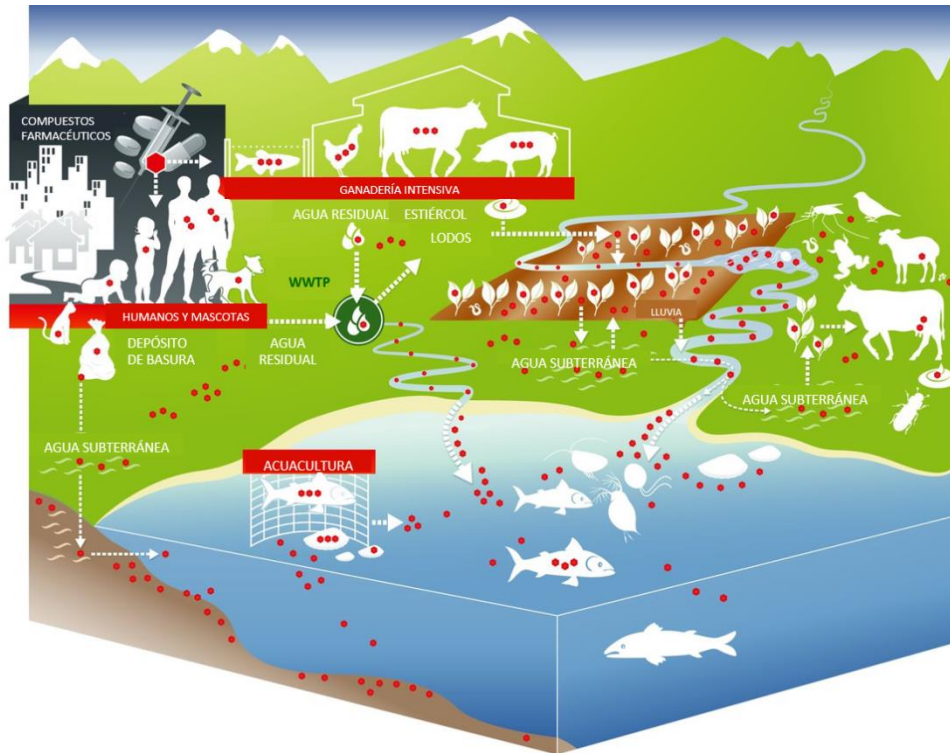 COMPUESTOS
FARMACÉUTICOS
GANADERÍA INTENSIVA
AGUA RESIDUAL
ESTIÉRCOL
LODOS
WWTP
HUMANOS Y MASCOTAS
LLUVIA
DEPÓSITO
DE BASURA
AGUA
RESIDUAL
AGUA SUBTERRÁNEA
AGUA SUBTERRÁNEA
AGUA SUBTERRÁNEA
ACUACULTURA